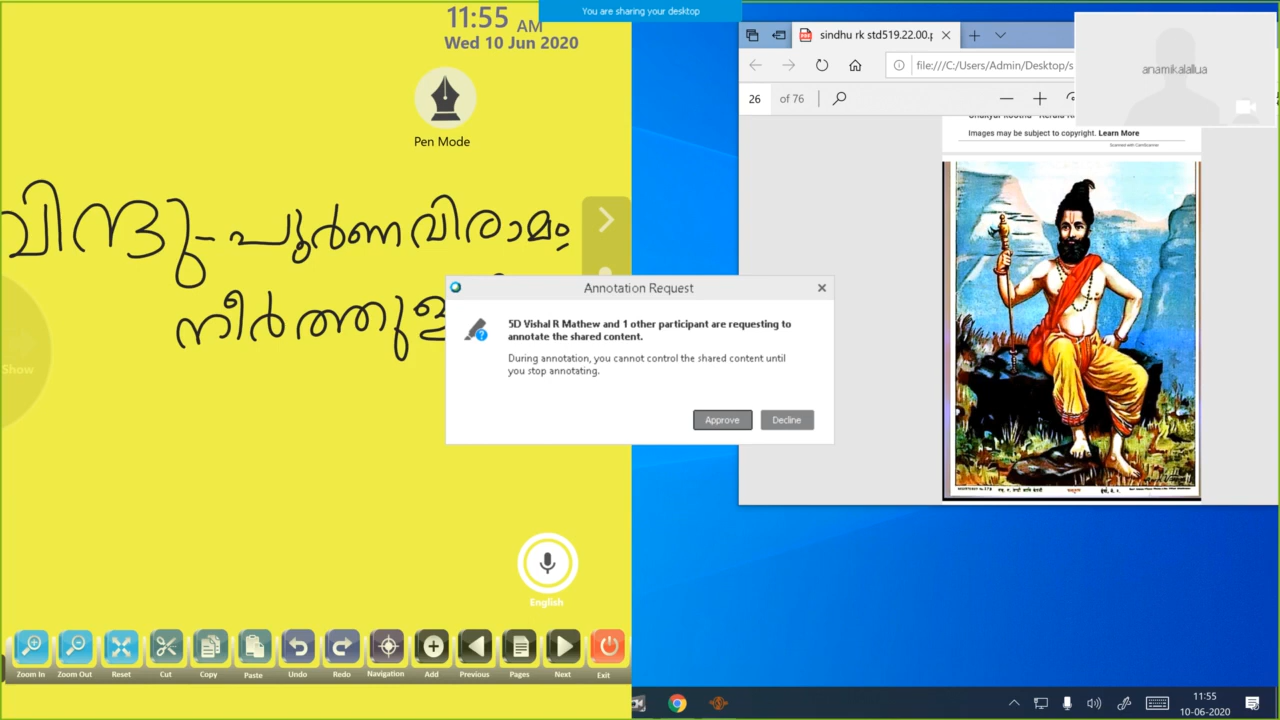 You are sharing your desktop
11:55 AM
Wed 10 Jun 2020
Pen Mode
വിന്ദു - പൂർണവിരാമം
നീർത്തുള
Show
English
Zoom In
Zoom Out
Reset
Cut
Copy
Paste
Undo
Redo
Navigation
Add
Previous
Pages
Next
Exit
Annotation Request
5D Vishal R Mathew and 1 other participant are requesting to
annotate the shared content.
During annotation, you cannot control the shared content until
you stop annotating.
Approve
Decline
sindhu rk std519.22.00.p
file:///C:/Users/Admin/Desktop/s
26 of 76
anamikalallua
Images may be subject to copyright. Learn More
Scanned with CamScanner
11:55
10-06-2020